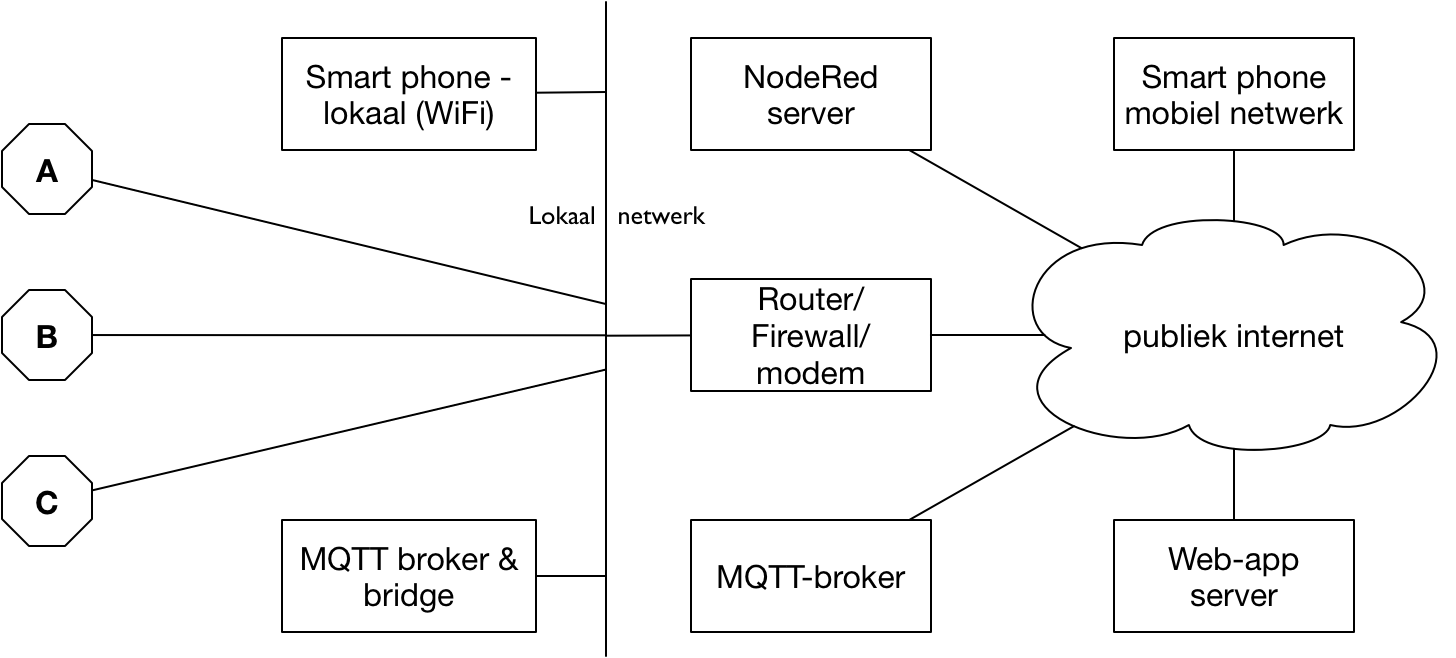 Smart phone -
lokaal (WiFi)
NodeRed
server
Smart phone
mobiel netwerk
A
Lokaal netwerk
B
Router/
Firewall/
modem
publiek internet
C
MQTT broker &
bridge
MQTT-broker
Web-app
server